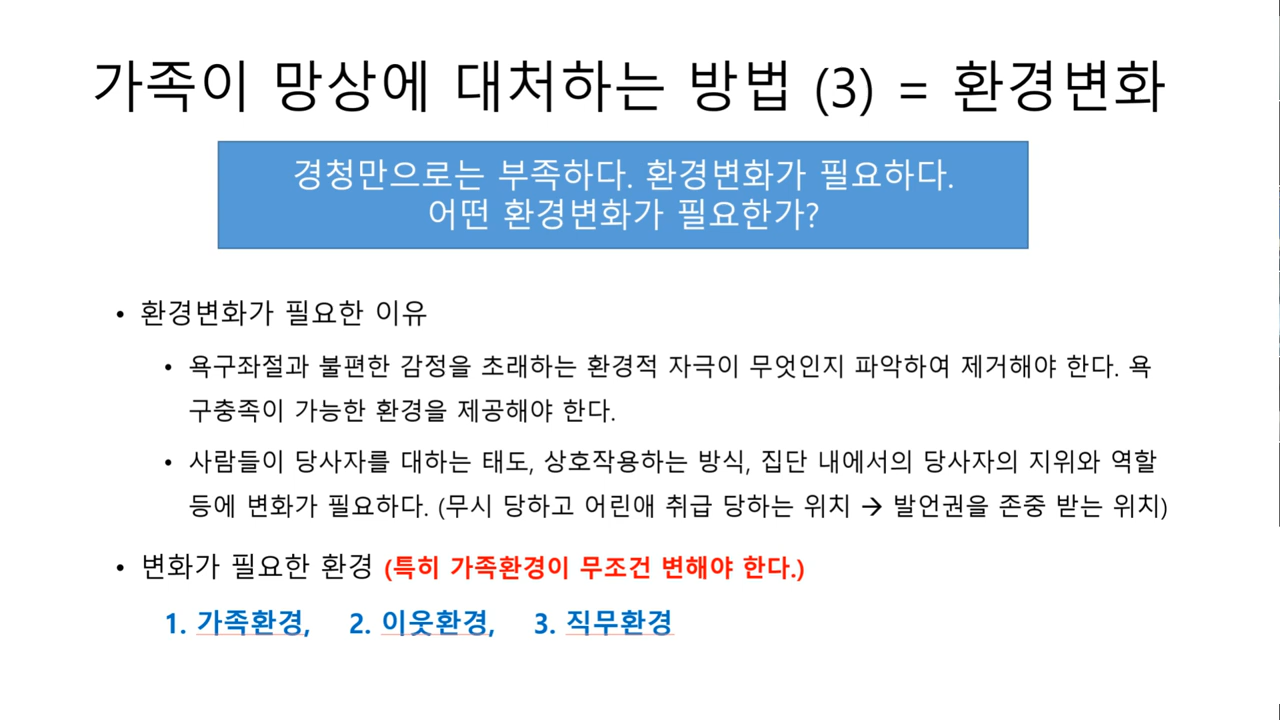 가족이 망상에 대처하는 방법 (3) = 환경변화
경청만으로는 부족하다. 환경변화가 필요하다.
어떤 환경변화가 필요한가?
• 환경변화가 필요한 이유
• 욕구좌절과 불편한 감정을 초래하는 환경적 자극이 무엇인지 파악하여 제거해야 한다. 욕
구충족이 가능한 환경을 제공해야 한다.
• 사람들이 당사자를 대하는 태도, 상호작용하는 방식, 집단 내에서의 당사자의 지위와 역할
등에 변화가 필요하다. (무시 당하고 어린애 취급 당하는 위치 → 발언권을 존중 받는 위치)
• 변화가 필요한 환경 (특히 가족환경이 무조건 변해야 한다.)
1. 가족환경, 2. 이웃환경, 3. 직무환경